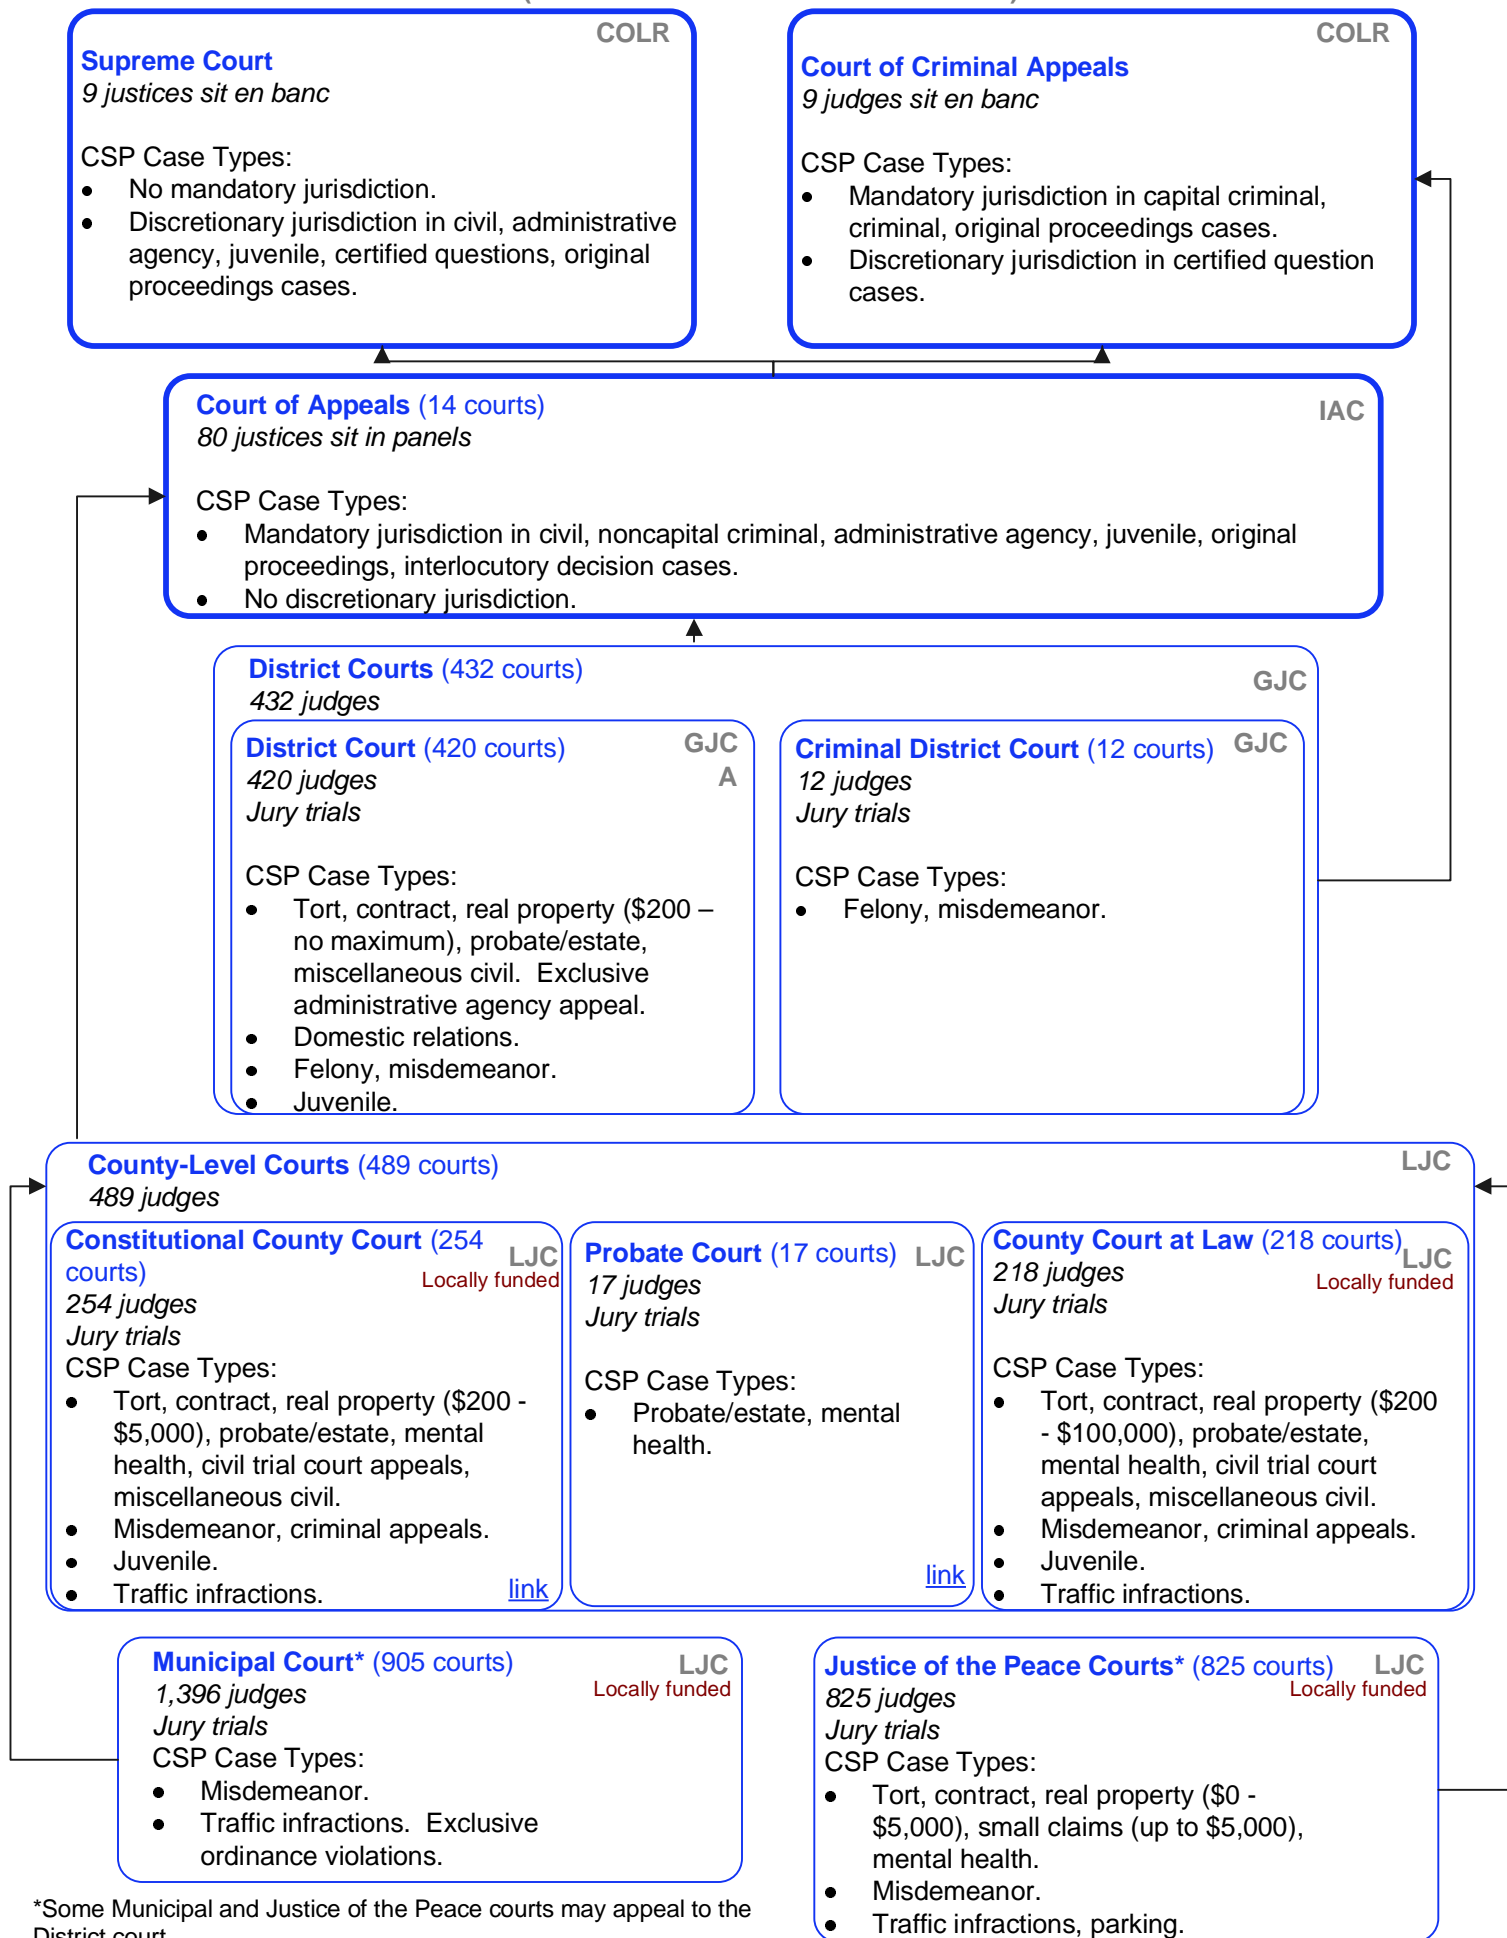 COLR
Supreme Court
9 justices sit en banc
CSP Case Types:
• No mandatory jurisdiction.
• Discretionary jurisdiction in civil, administrative
agency, juvenile, certified questions, original
proceedings cases.
COLR
Court of Criminal Appeals
9 judges sit en banc
CSP Case Types:
• Mandatory jurisdiction in capital criminal,
criminal, original proceedings cases.
• Discretionary jurisdiction in certified question
cases.
Court of Appeals (14 courts)
IAC
80 justices sit in panels
CSP Case Types:
• Mandatory jurisdiction in civil, noncapital criminal, administrative agency, juvenile, original
proceedings, interlocutory decision cases.
• No discretionary jurisdiction.
District Courts (432 courts)
GJC
432 judges
District Court (420 courts)
GJC
420 judges
A
Jury trials
CSP Case Types:
• Tort, contract, real property ($200 –
no maximum), probate/estate,
miscellaneous civil.  Exclusive
administrative agency appeal.
• Domestic relations.
• Felony, misdemeanor.
• Juvenile.
Criminal District Court (12 courts)
GJC
12 judges
Jury trials
CSP Case Types:
• Felony, misdemeanor.
County-Level Courts (489 courts)
LJC
489 judges
Constitutional County Court (254
courts)
LJC
Locally funded
254 judges
Jury trials
CSP Case Types:
• Tort, contract, real property ($200 -
$5,000), probate/estate, mental
health, civil trial court appeals,
miscellaneous civil.
• Misdemeanor, criminal appeals.
• Juvenile.
• Traffic infractions.
link
Probate Court (17 courts)
LJC
17 judges
Jury trials
CSP Case Types:
• Probate/estate, mental
health.
link
County Court at Law (218 courts)
LJC
218 judges
Locally funded
Jury trials
CSP Case Types:
• Tort, contract, real property ($200
- $100,000), probate/estate,
mental health, civil trial court
appeals, miscellaneous civil.
• Misdemeanor, criminal appeals.
• Juvenile.
• Traffic infractions.
Municipal Court* (905 courts)
LJC
1,396 judges
Locally funded
Jury trials
CSP Case Types:
• Misdemeanor.
• Traffic infractions.  Exclusive
ordinance violations.
Justice of the Peace Courts* (825 courts)
LJC
825 judges
Locally funded
Jury trials
CSP Case Types:
• Tort, contract, real property ($0 -
$5,000), small claims (up to $5,000),
mental health.
• Misdemeanor.
• Traffic infractions, parking.
*Some Municipal and Justice of the Peace courts may appeal to the
District court